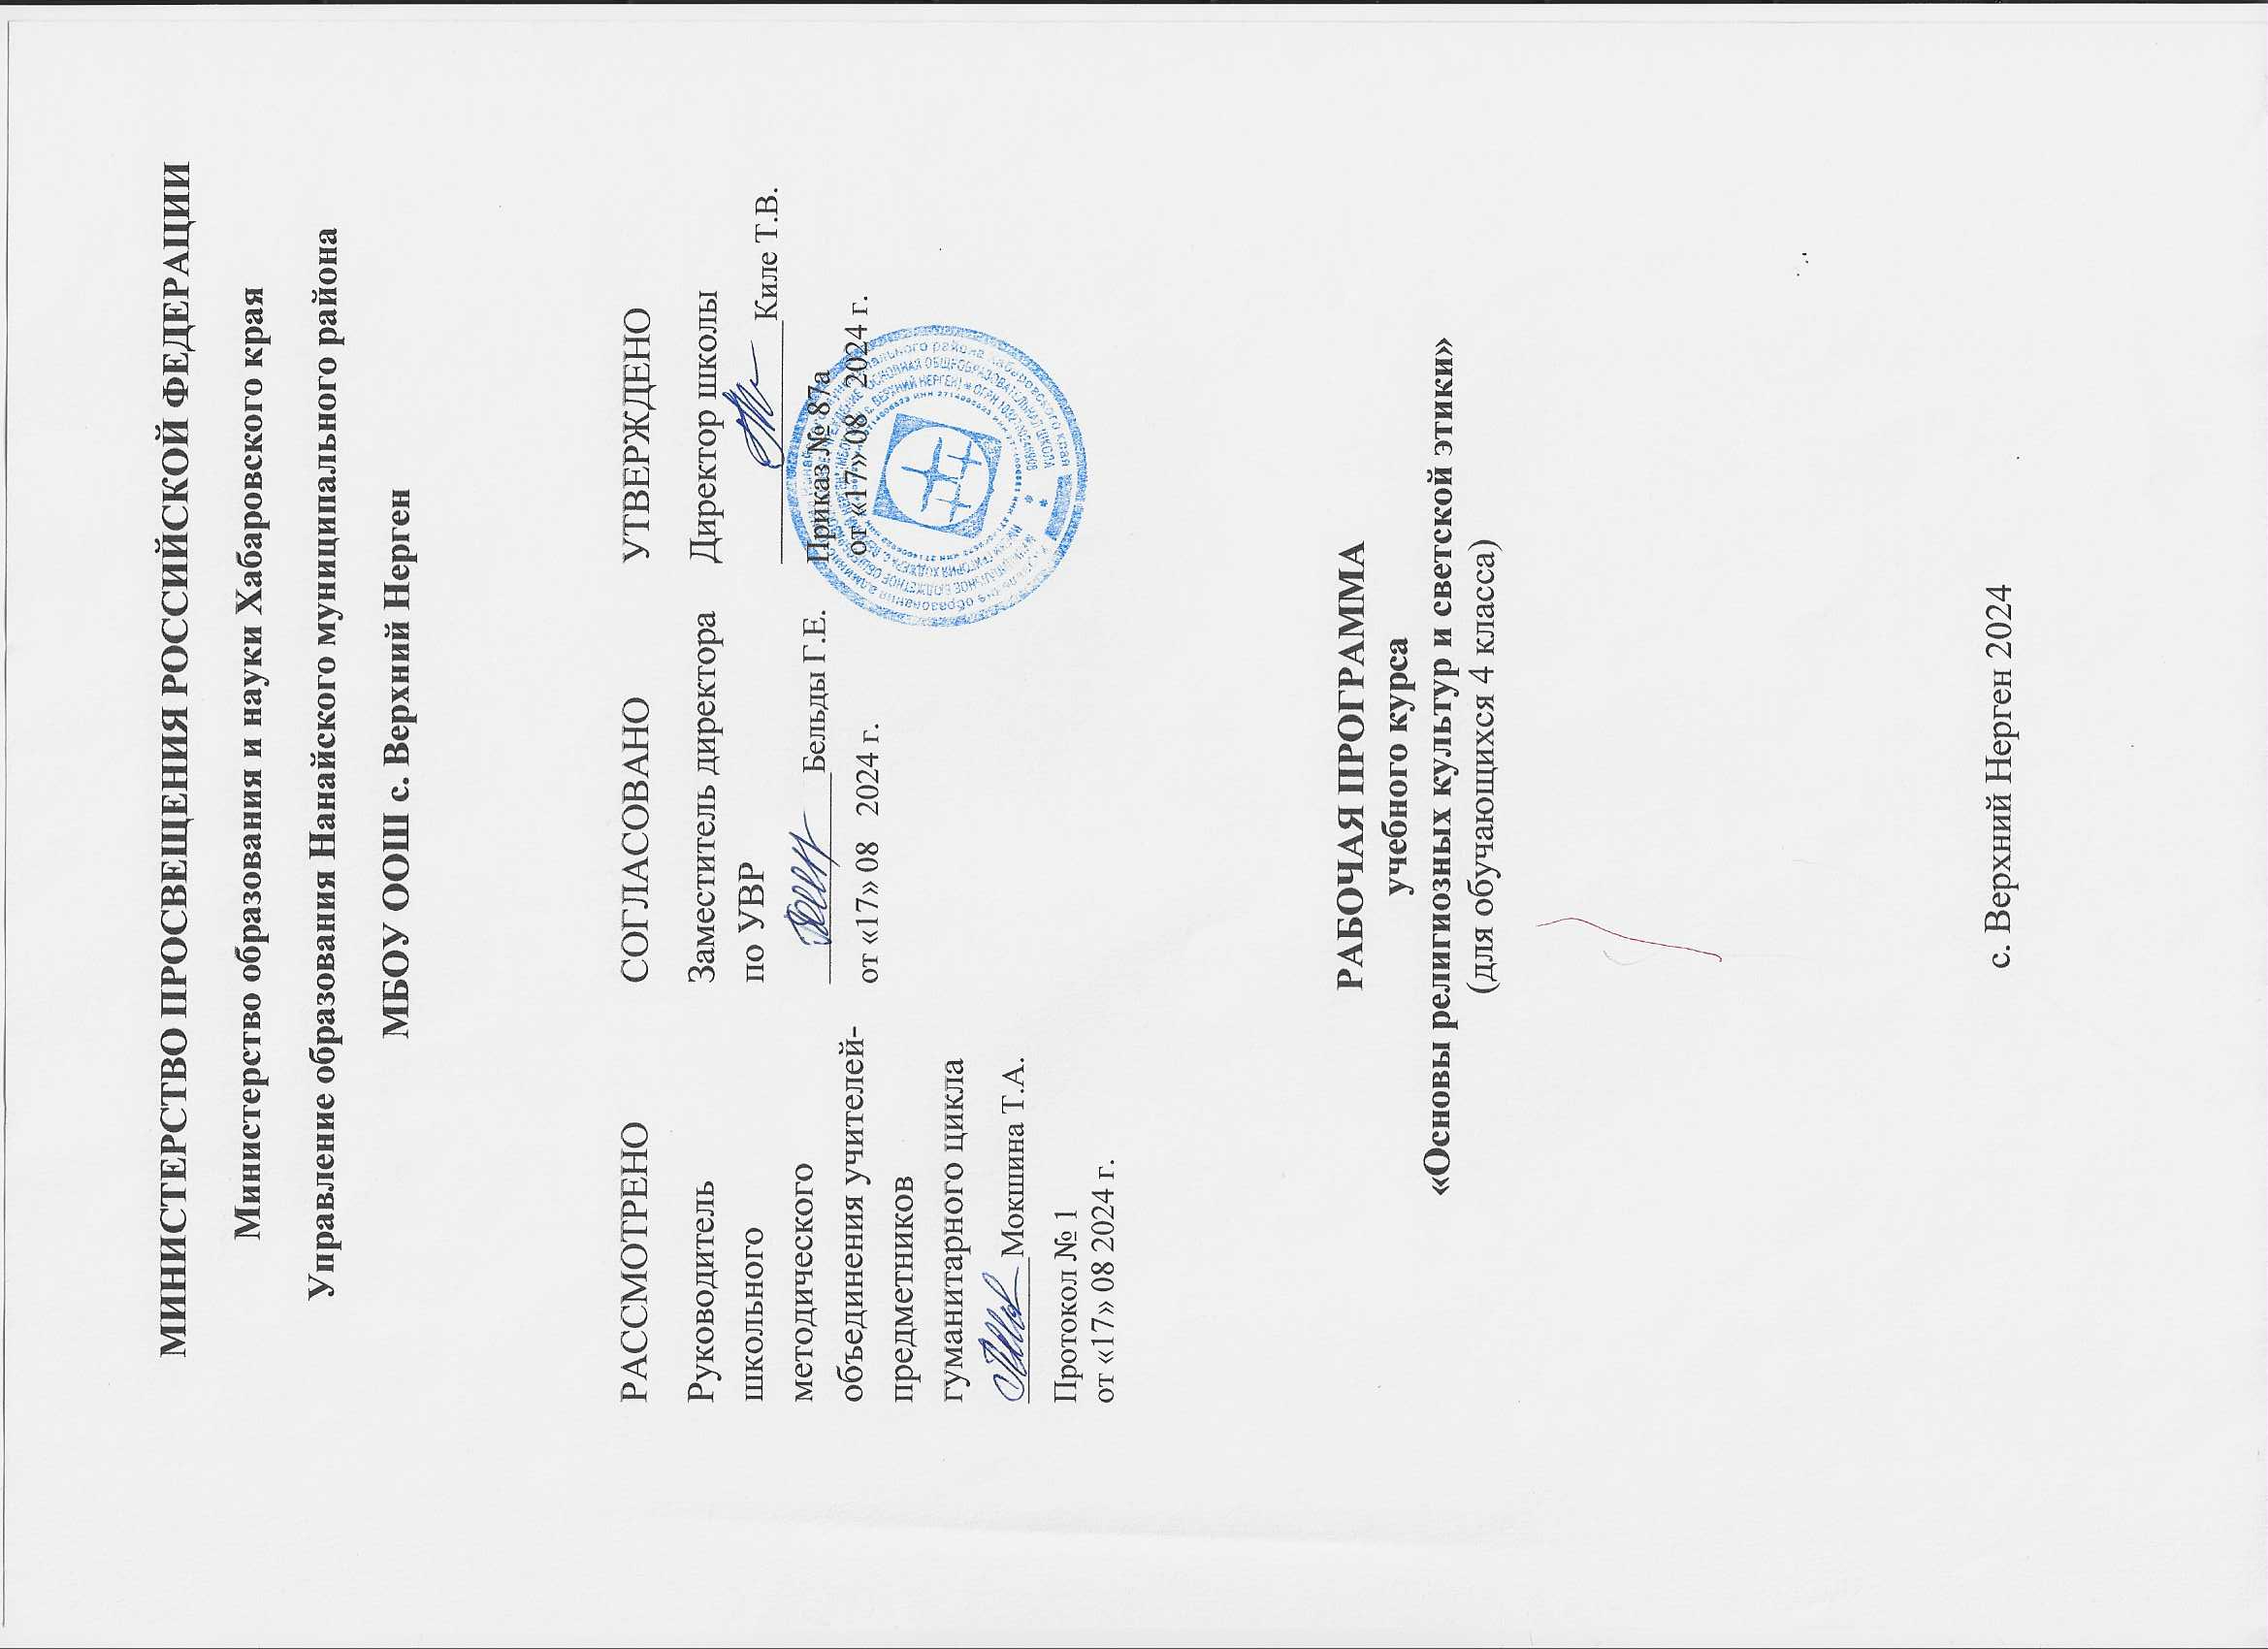 МИНИСТЕРСТВО ПРОСВЕЩЕНИЯ РОССИЙСКОЙ ФЕДЕРАЦИИ
Министерство образования и науки Хабаровского края
Управление образования Нанайского муниципального района
МБОУ ООШ с. Верхний Нерген
РАССМОТРЕНО
Руководитель
школьного
методического
объединения учителей-
предметников
гуманитарного цикла
Мокшина Т.А.
Протокол № 1
от «17» 08 2024 г.
СОГЛАСОВАНО
Заместитель директора
по УВР
Бельды Г.Е.
от «17» 08 2024 г.
УТВЕРЖДЕНО
Директор школы
Киле Т.В.
Приказ № 87а
от «17» 08 2024 г.
РАБОЧАЯ ПРОГРАММА
учебного курса
«Основы религиозных культур и светской этики»
(для обучающихся 4 класса)
с. Верхний Нерген 2024